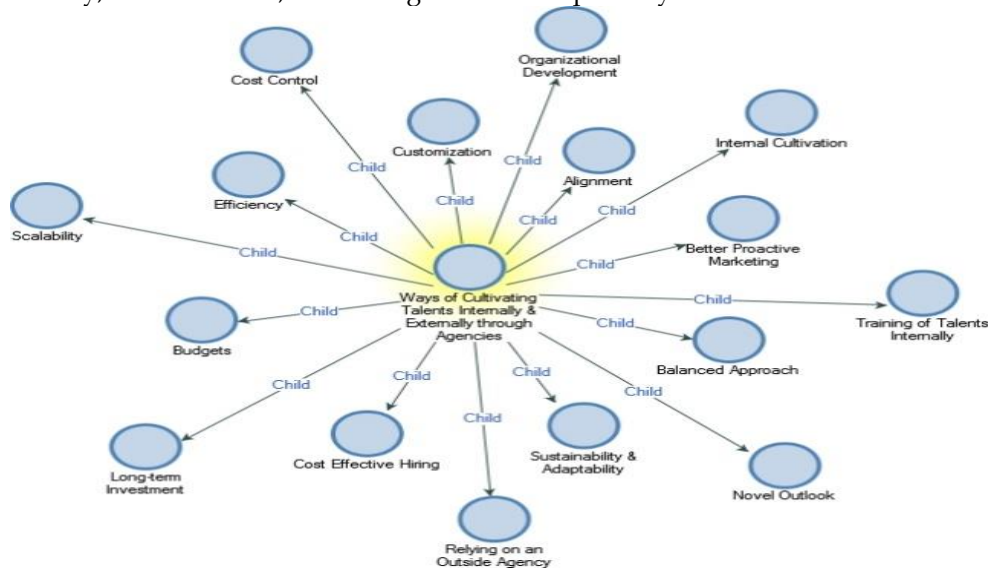 Organizational
Development
Cost Control
Customization
Internal Cultivation
Child
Child
Alignment
Efficiency
Child
Child
Child
Child
Scalability
Child
Child
Better Proactive
Marketing
Child
Ways of Cultivating
Talents Internally &
Externally through
Agencies
Child
Training of Talents
Internally
Child
Child
Budgets
Balanced Approach
Child
Child
Child
Child
Child
Cost Effective Hiring
Sustainability &
Adaptability
Long-term
Investment
Novel Outlook
Relying on an
Outside Agency